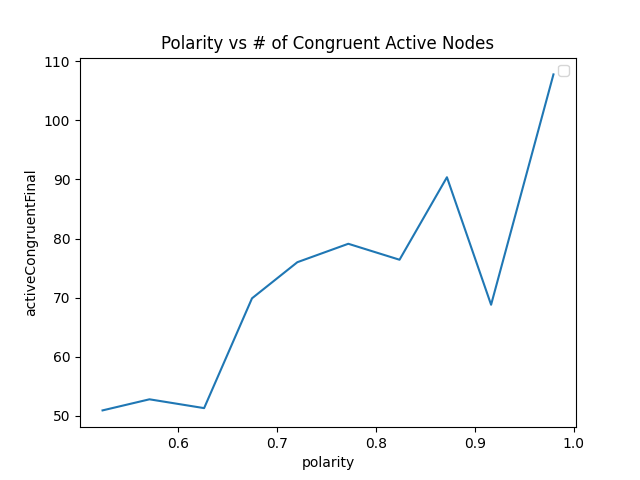 Polarity vs # of Congruent Active Nodes
110
100
90
80
70
60
50
activeCongruentFinal
0.6 0.7 0.8 0.9 1.0
polarity